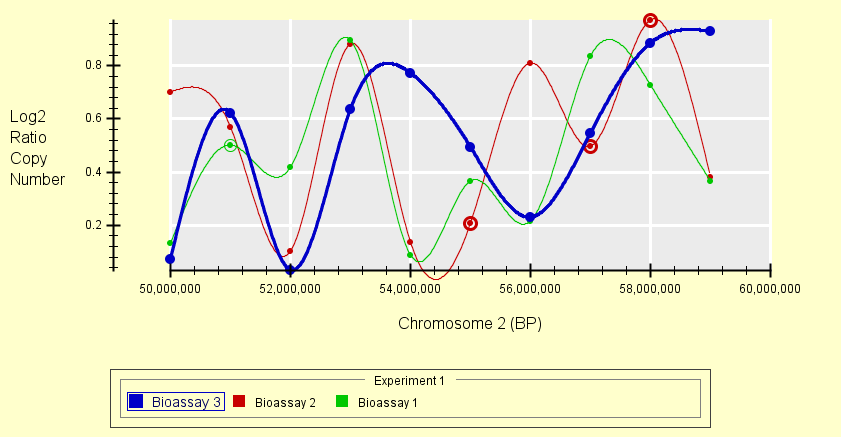 0.8
0.6
0.4
0.2
Log2
Ratio
Copy
Number
50,000,000 52,000,000 54,000,000 56,000,000 58,000,000 60,000,000
Chromosome 2 (BP)
Experiment 1
Bioassay 3 Bioassay 2 Bioassay 1